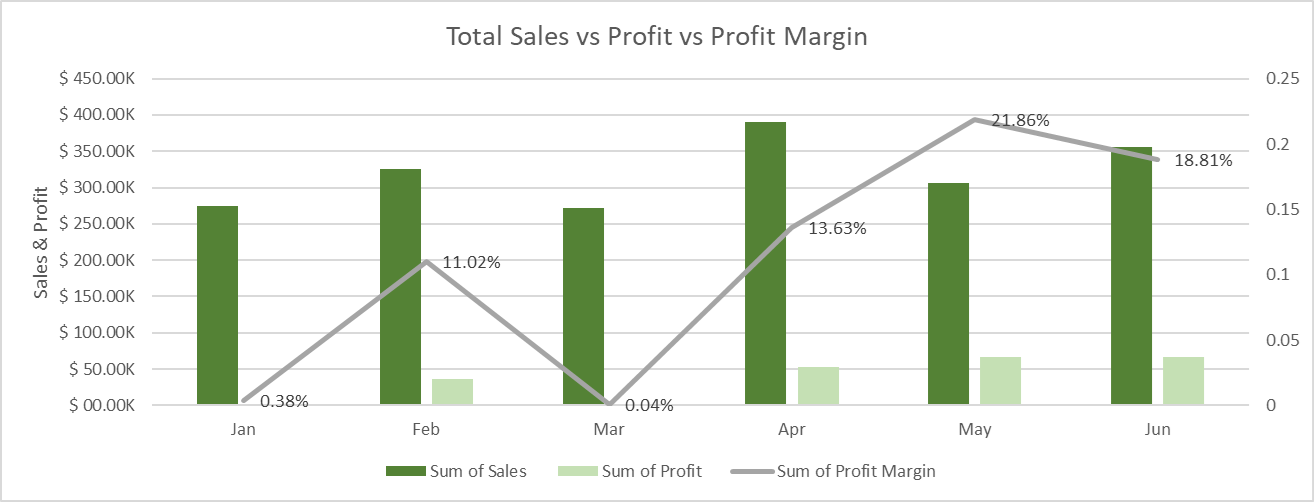 Total Sales vs Profit vs Profit Margin
$ 450.00K
0.25
$ 400.00K
$ 350.00K
0.2
$ 300.00K
$ 250.00K
0.15
$ 200.00K
$ 150.00K
0.1
$ 100.00K
$ 50.00K
0.05
$ 00.00K
0
Sales & Profit
0.38%
11.02%
0.04%
13.63%
21.86%
18.81%
Jan Feb Mar Apr May Jun
Sum of Sales Sum of Profit Sum of Profit Margin